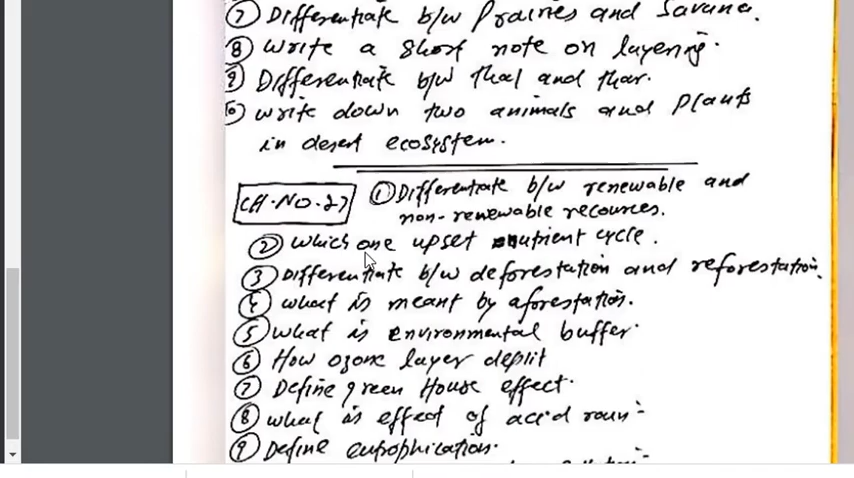 ⑦ Differentiate b/w Prairies and Savana.
⑧ Write a short note on layering.
⑨ Differentiate b/w thal and thar.
⑩ Write down two animals and plants
in desert ecosystem.
CH.NO.27 ① Differentiate b/w renewable and
non-renewable recources.
② which one upset nutrient cycle.
③ Differentiate b/w deforestation and reforestation.
④ what is meant by aforestation.
⑤ what is environmental buffer.
⑥ How ozone layer deplit
⑦ Define green House effect.
⑧ what is effect of acid rain
⑨ Define eutrophication.